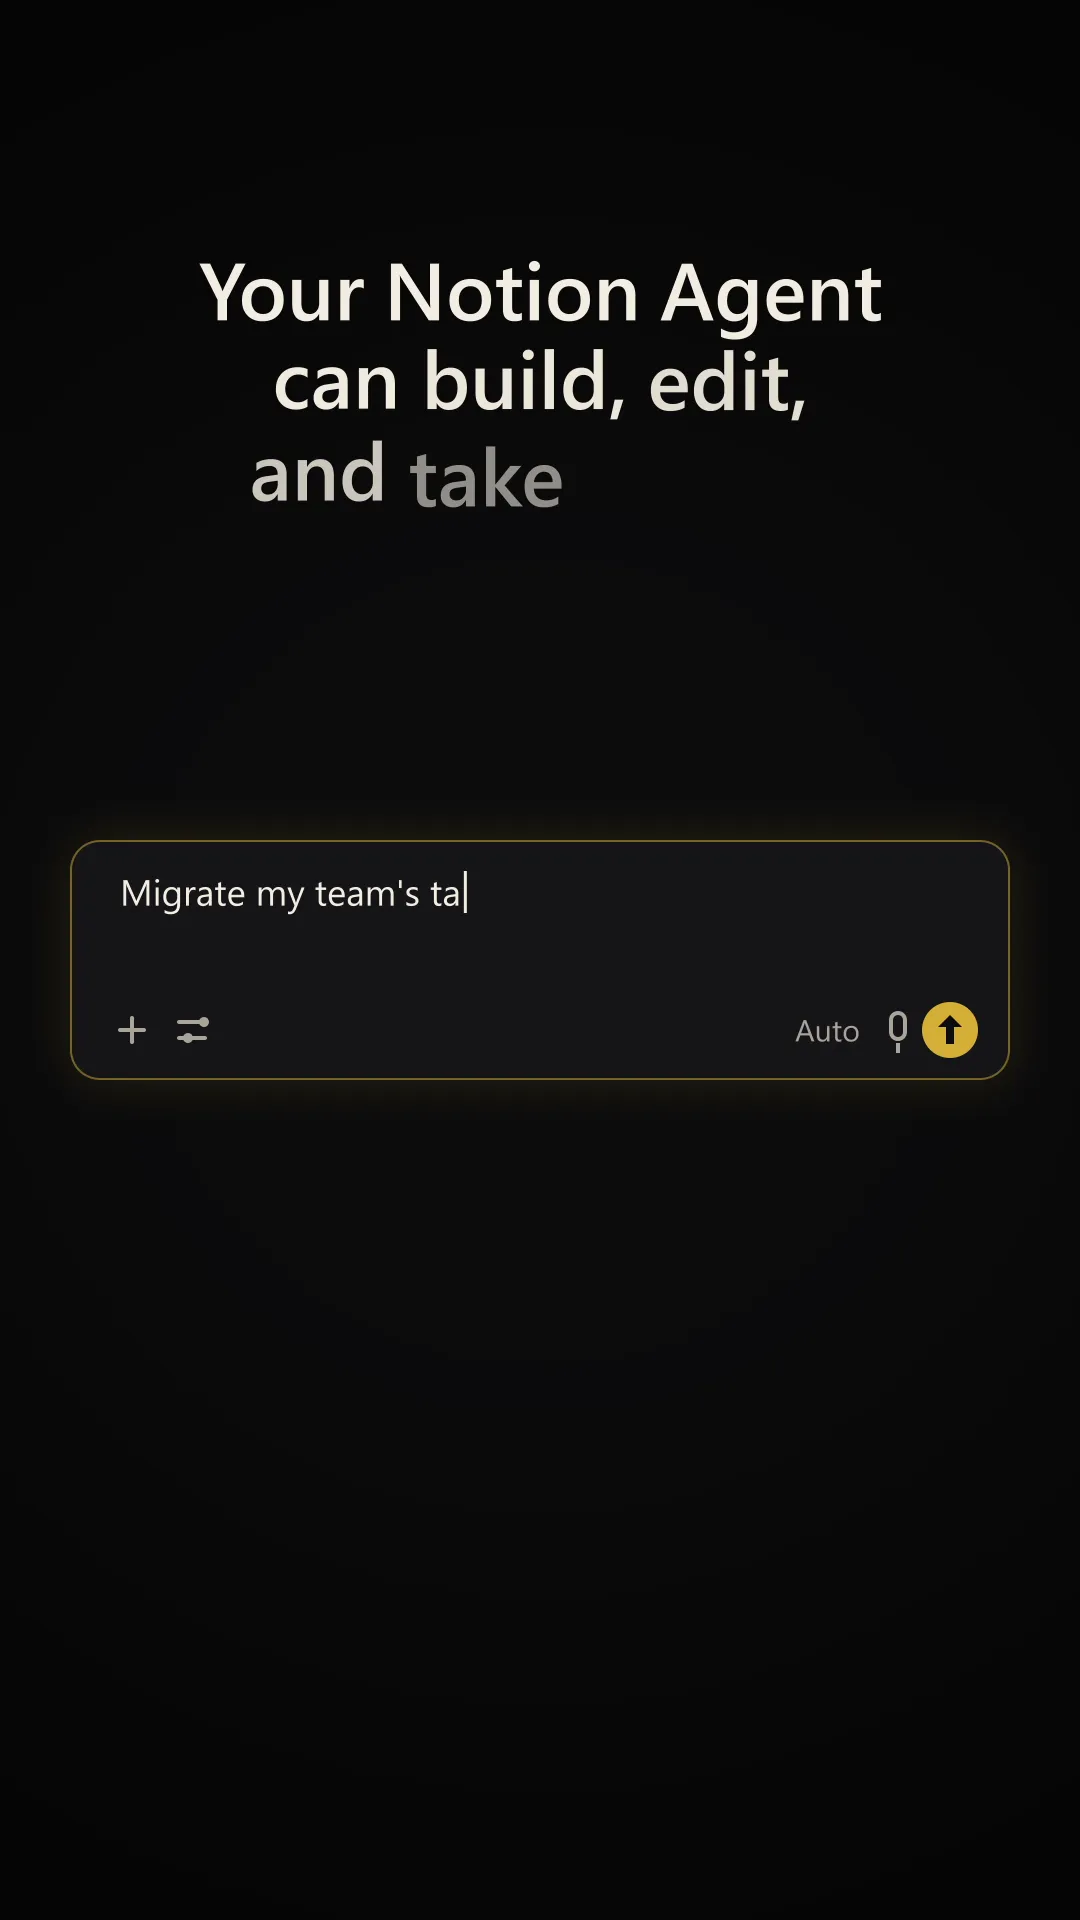 Your Notion Agent
can build, edit,
and take
Migrate my team's ta
Auto